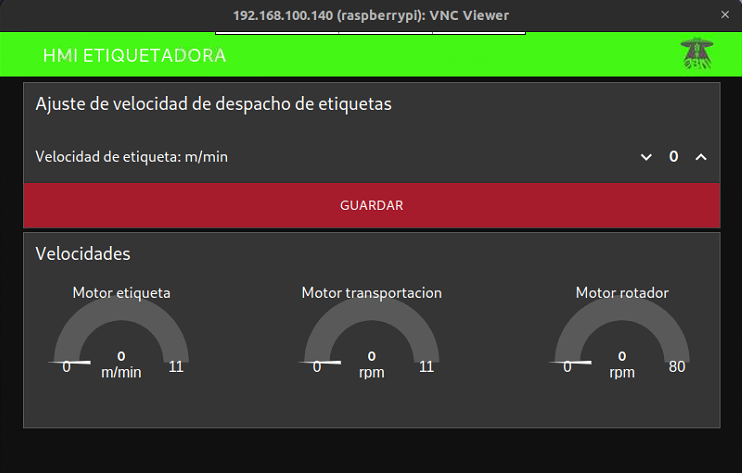 192.168.100.140 (raspberrypi): VNC Viewer
HMI ETIQUETADORA
Ajuste de velocidad de despacho de etiquetas
Velocidad de etiqueta: m/min
0
GUARDAR
Velocidades
Motor etiqueta
0
0
11
m/min
Motor transportacion
0
0
11
rpm
Motor rotador
0
0
80
rpm